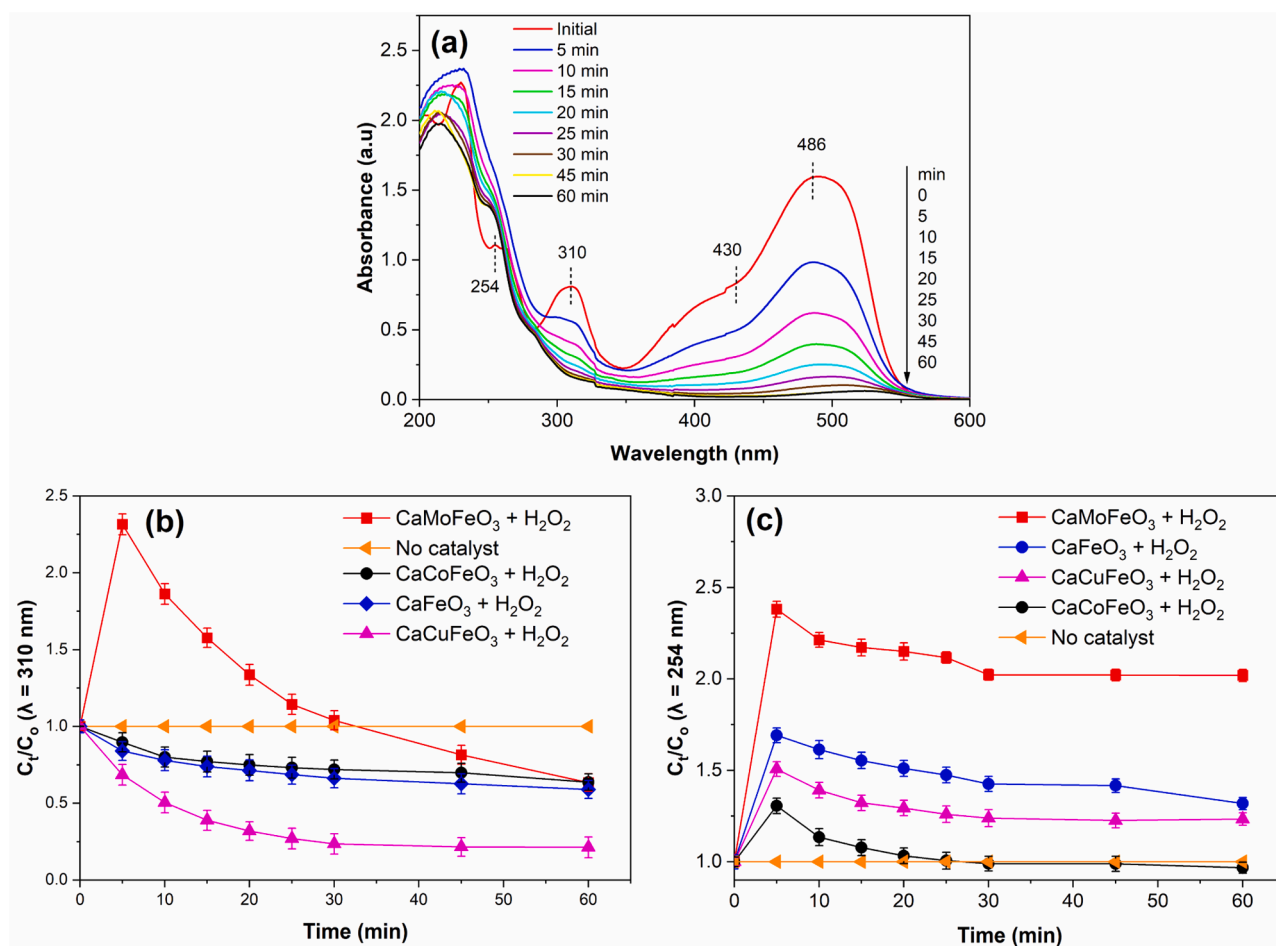 (a)
Initial
5 min
10 min
15 min
20 min
25 min
30 min
45 min
60 min
2.5
2.0
1.5
1.0
0.5
0.0
Absorbance (a.u)
254
310
430
486
min
0
5
10
15
20
25
30
45
60
200
300
400
500
600
Wavelength (nm)
(b)
CaMoFeO₃ + H₂O₂
No catalyst
CaCoFeO₃ + H₂O₂
CaFeO₃ + H₂O₂
CaCuFeO₃ + H₂O₂
2.5
2.0
1.5
1.0
0.5
0.0
Cₜ/Cₒ (λ = 310 nm)
0
10
20
30
40
50
60
Time (min)
(c)
CaMoFeO₃ + H₂O₂
CaFeO₃ + H₂O₂
CaCuFeO₃ + H₂O₂
CaCoFeO₃ + H₂O₂
No catalyst
3.0
2.5
2.0
1.5
1.0
Cₜ/Cₒ (λ = 254 nm)
0
10
20
30
40
50
60
Time (min)